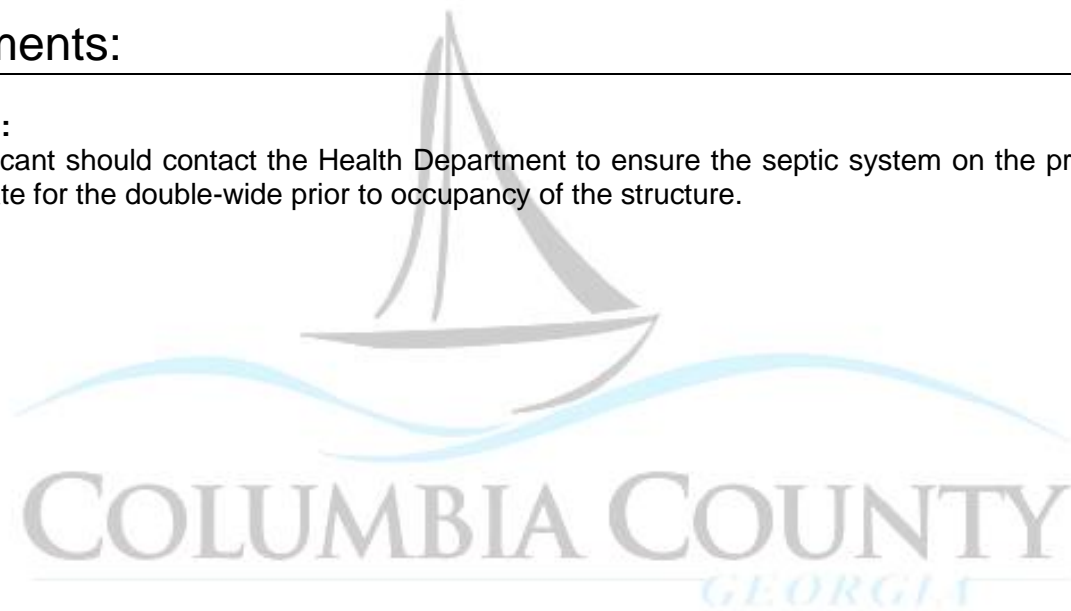 ments:
:
cant should contact the Health Department to ensure the septic system on the pr
te for the double-wide prior to occupancy of the structure.
COLUMBIA COUNTY
GEORGIA